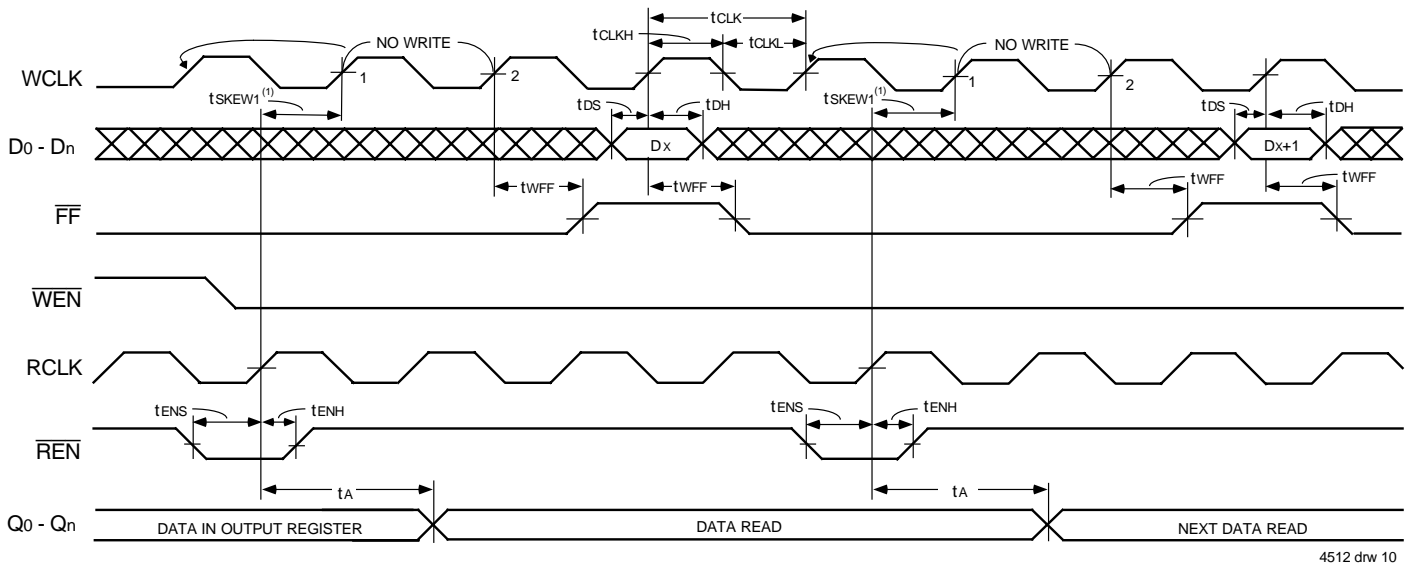 tCLK
tCLKH tCLKL
NO WRITE NO WRITE
WCLK 1 2 1 2
tSKEW1(1) tDS tDH tSKEW1(1) tDS tDH
D0 - Dn DX DX+1
tWFF tWFF tWFF tWFF
FF
WEN
RCLK
tENS tENH tENS tENH
REN
tA tA
Q0 - Qn DATA IN OUTPUT REGISTER DATA READ NEXT DATA READ
4512 drw 10